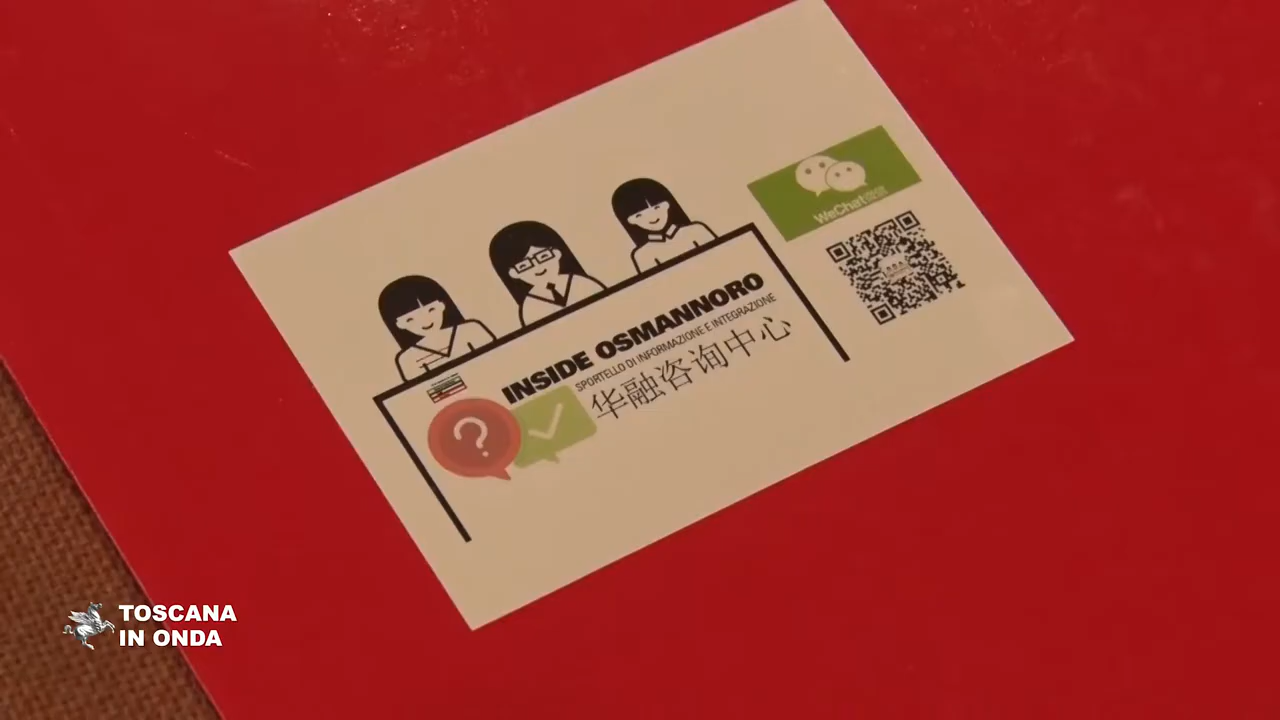 WeChat
INSIDE OSMANNORO
SPORTELLO DI INFORMAZIONE E INTEGRAZIONE
华融咨询中心
?
TOSCANA
IN ONDA